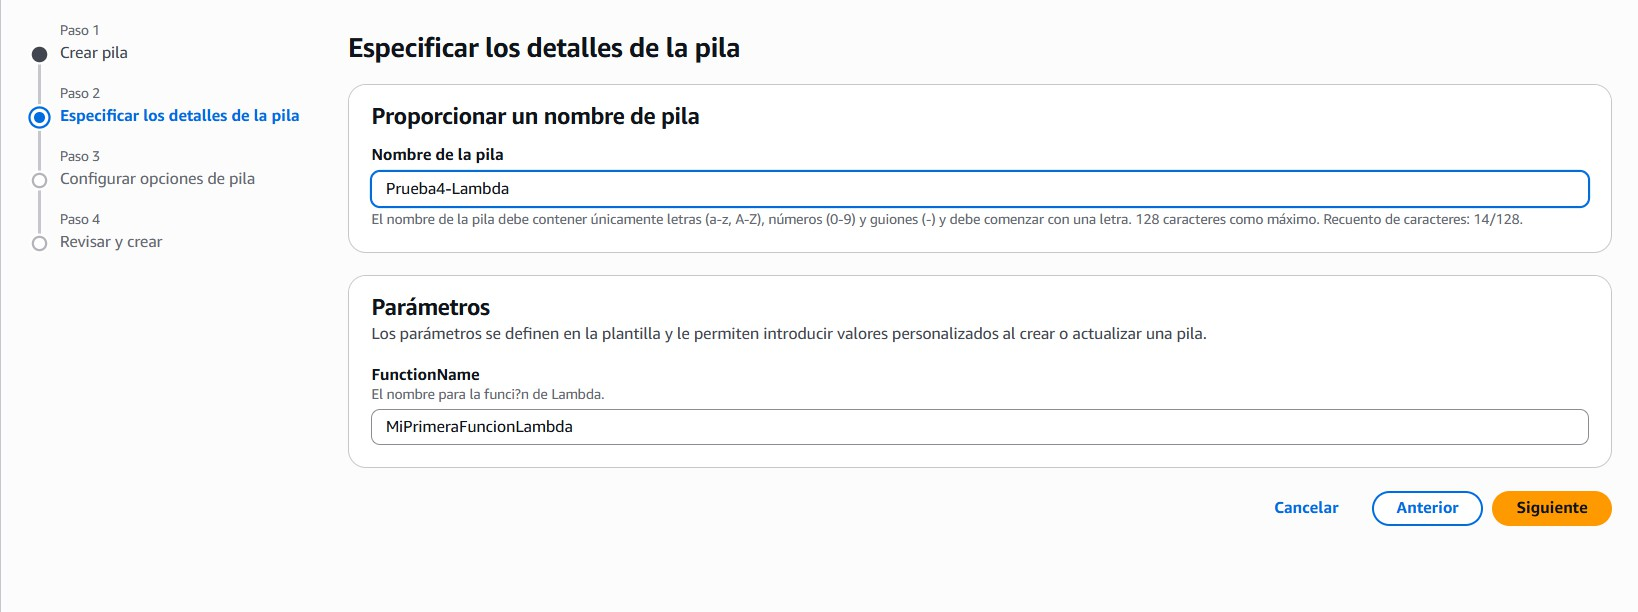 Paso 1
Crear pila
Paso 2
Especificar los detalles de la pila
Paso 3
Configurar opciones de pila
Paso 4
Revisar y crear
Especificar los detalles de la pila
Proporcionar un nombre de pila
Nombre de la pila
Prueba4-Lambda
El nombre de la pila debe contener únicamente letras (a-z, A-Z), números (0-9) y guiones (-) y debe comenzar con una letra. 128 caracteres como máximo. Recuento de caracteres: 14/128.
Parámetros
Los parámetros se definen en la plantilla y le permiten introducir valores personalizados al crear o actualizar una pila.
FunctionName
El nombre para la funci?n de Lambda.
MiPrimeraFuncionLambda
Cancelar
Anterior
Siguiente